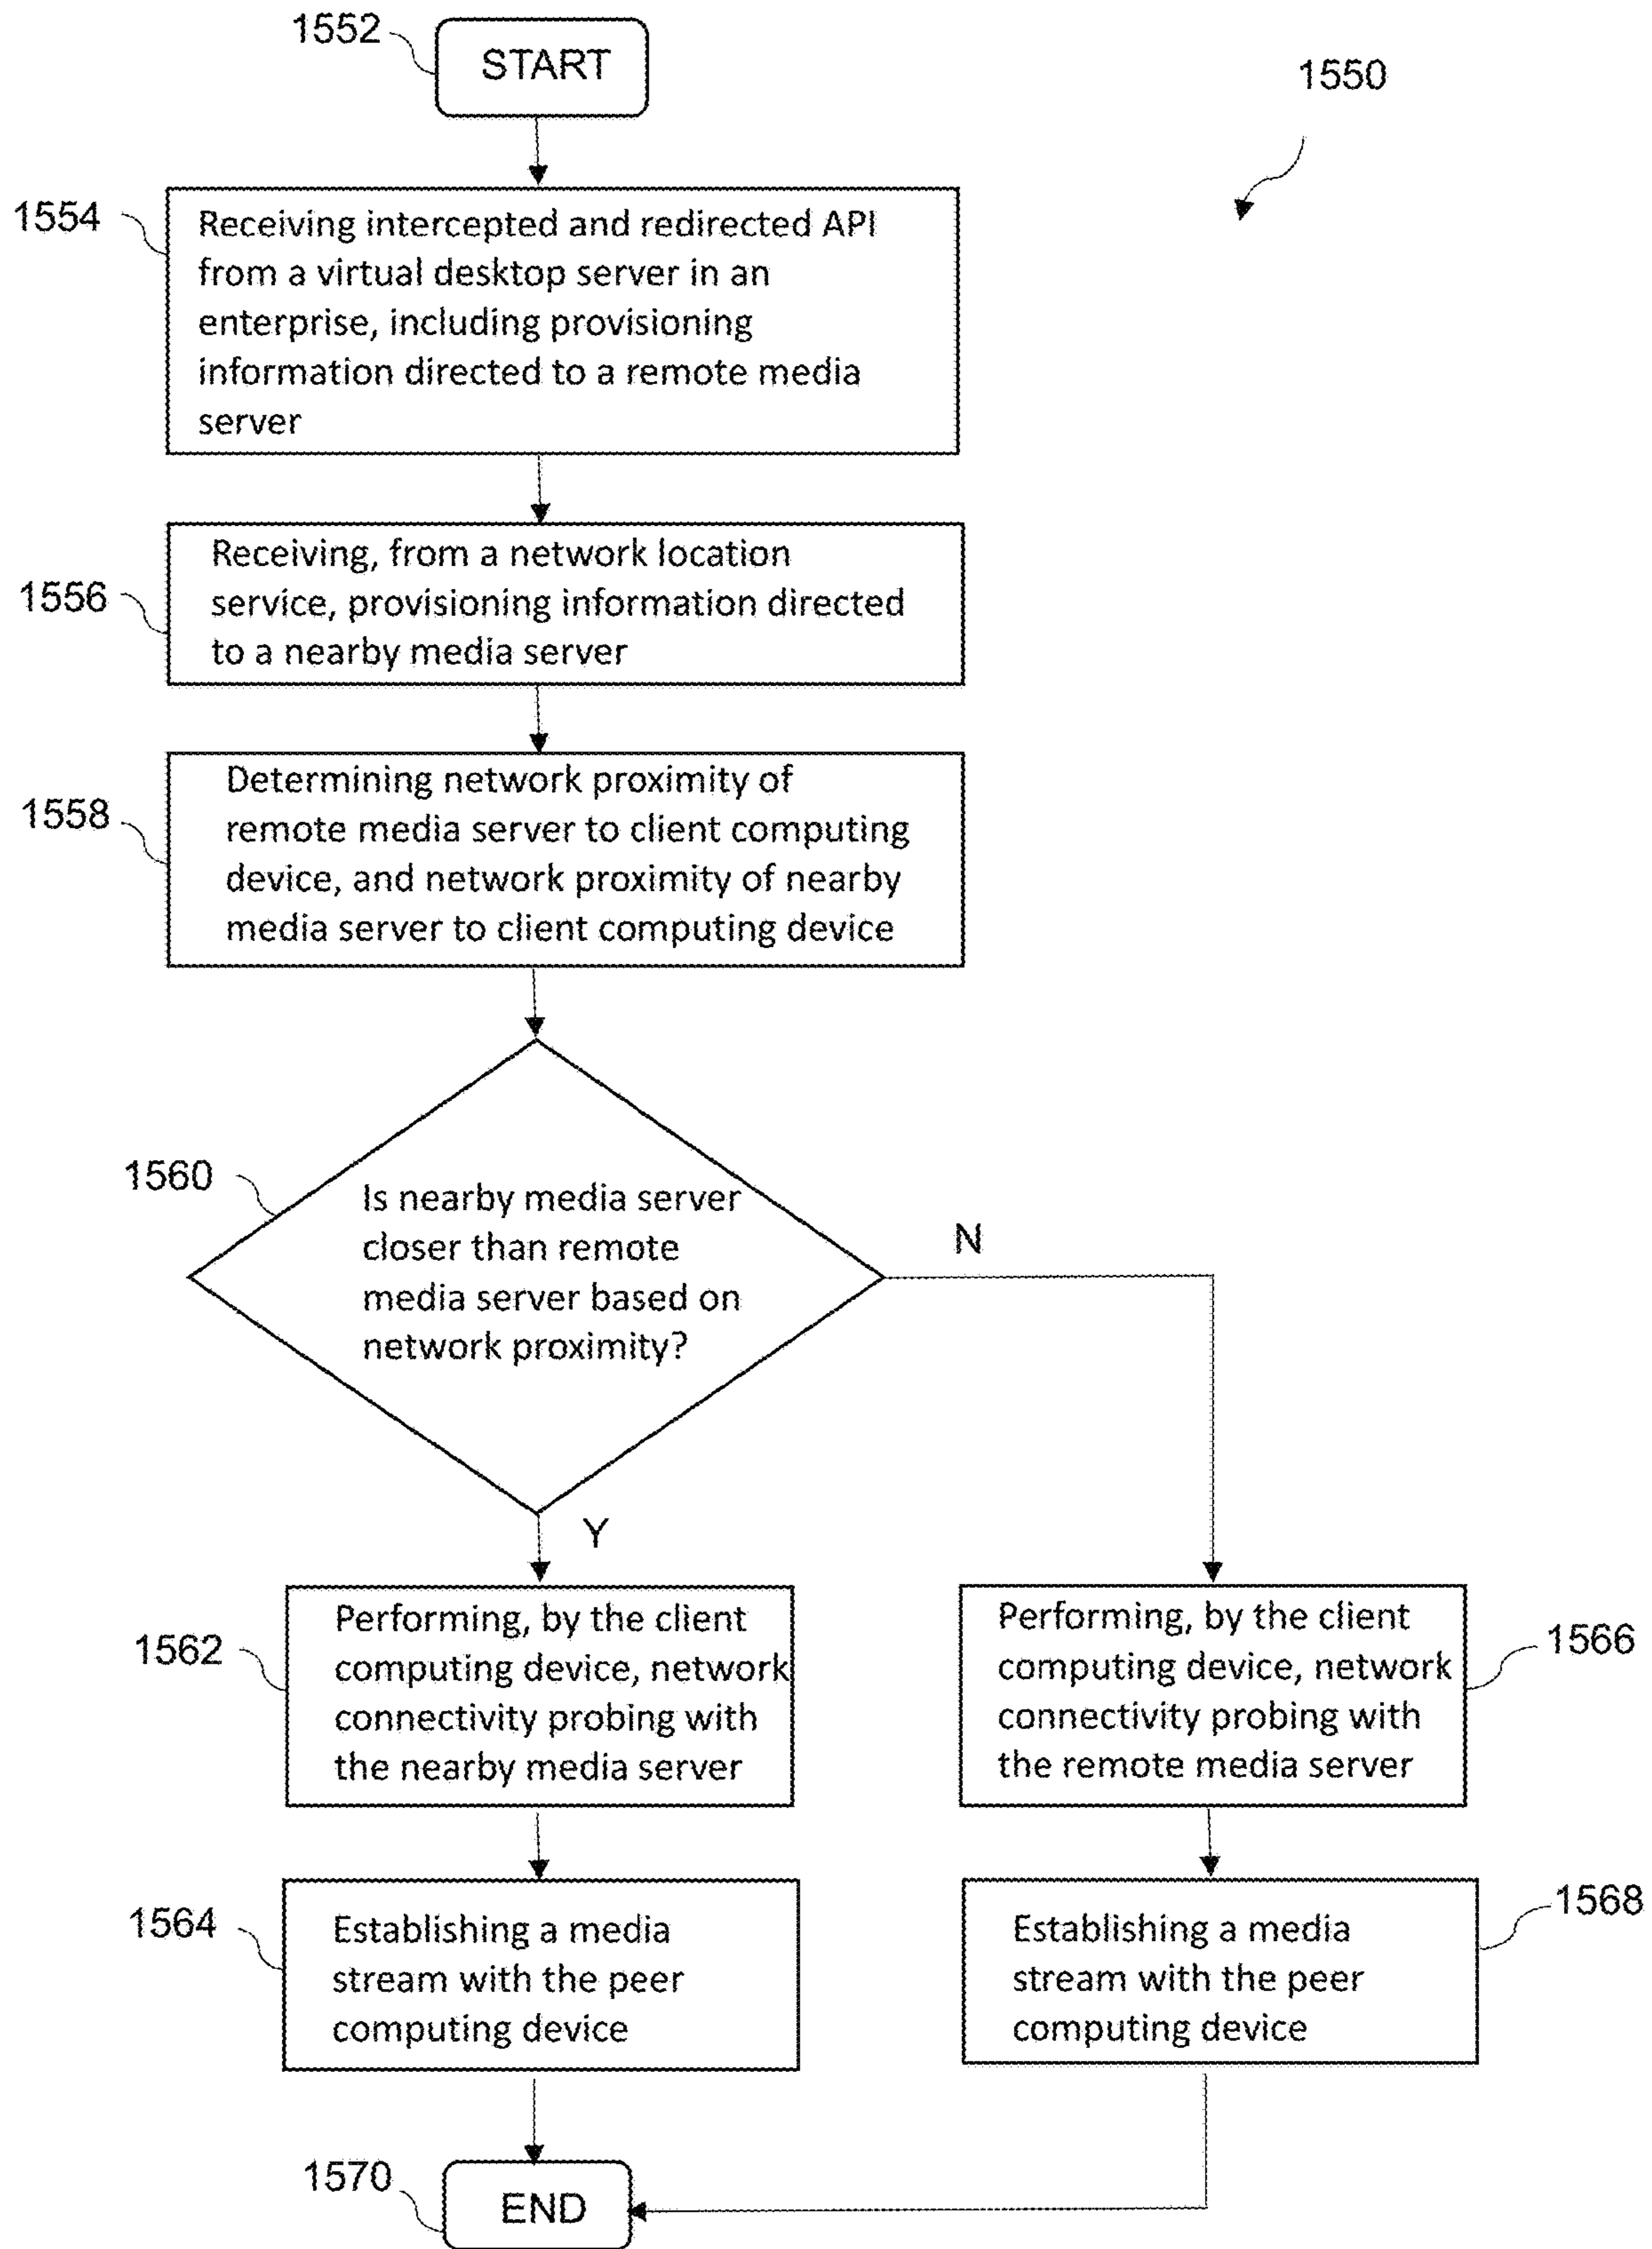 1552
START
1550
1554
Receiving intercepted and redirected API
from a virtual desktop server in an
enterprise, including provisioning
information directed to a remote media
server
1556
Receiving, from a network location
service, provisioning information directed
to a nearby media server
1558
Determining network proximity of
remote media server to client computing
device, and network proximity of nearby
media server to client computing device
1560
Is nearby media server
closer than remote
media server based on
network proximity?
N
Y
1562
Performing, by the client
computing device, network
connectivity probing with
the nearby media server
Performing, by the client
computing device, network
connectivity probing with
the remote media server
1566
1564
Establishing a media
stream with the peer
computing device
Establishing a media
stream with the peer
computing device
1568
1570
END